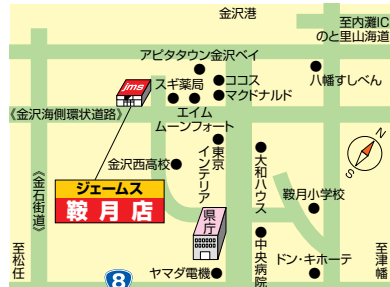 金沢港
至内灘IC
のと里山海道
アピタタウン金沢ベイ
jms
スギ薬局
ココス
マクドナルド
八幡すしべん
《金沢海側環状道路》
エイム
ムーンフォート
N
S
金沢西高校
東京
インテリア
大和ハウス
《金石街道》
ジェームス
鞍月店
鞍月小学校
県庁
中央病院
至松任
8
ヤマダ電機
ドン・キホーテ
至津幡